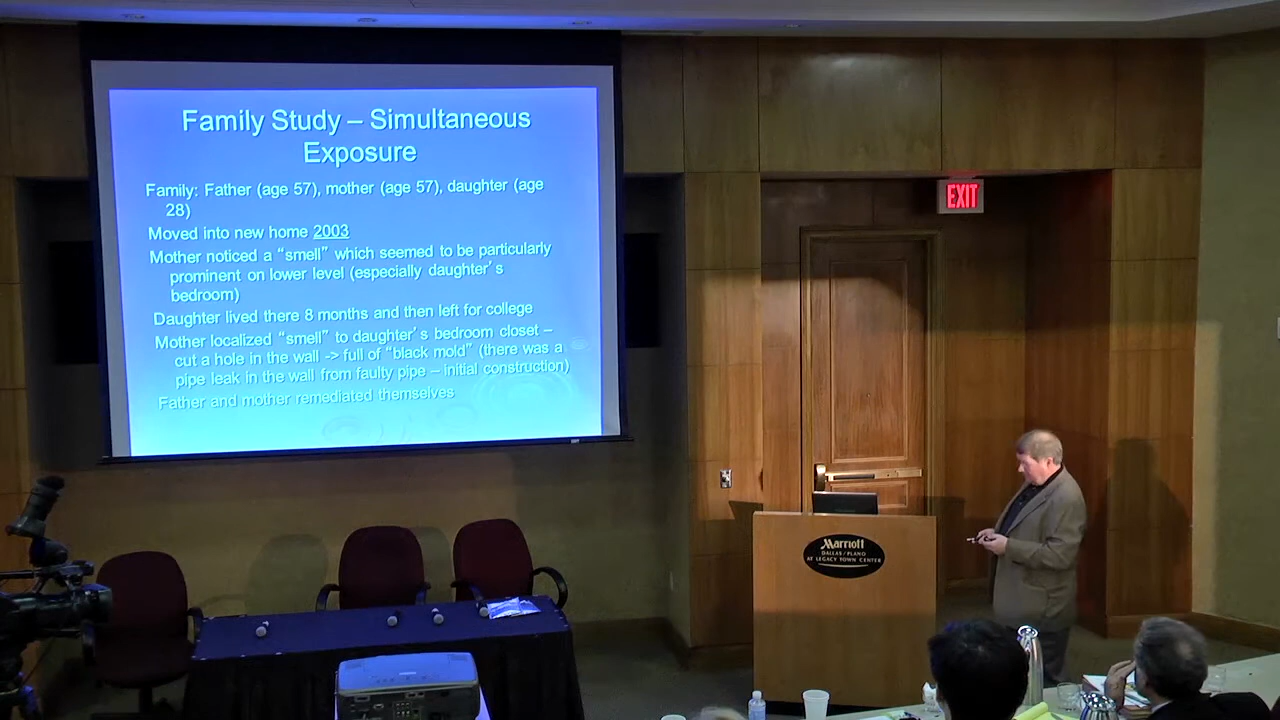 Family Study – Simultaneous
Exposure
Family: Father (age 57), mother (age 57), daughter (age
28)
Moved into new home 2003
Mother noticed a “smell” which seemed to be particularly
prominent on lower level (especially daughter’s
bedroom)
Daughter lived there 8 months and then left for college
Mother localized “smell” to daughter’s bedroom closet –
cut a hole in the wall -> full of “black mold” (there was a
pipe leak in the wall from faulty pipe – initial construction)
Father and mother remediated themselves
EXIT
Marriott
DALLAS/PLANO
AT LEGACY TOWN CENTER